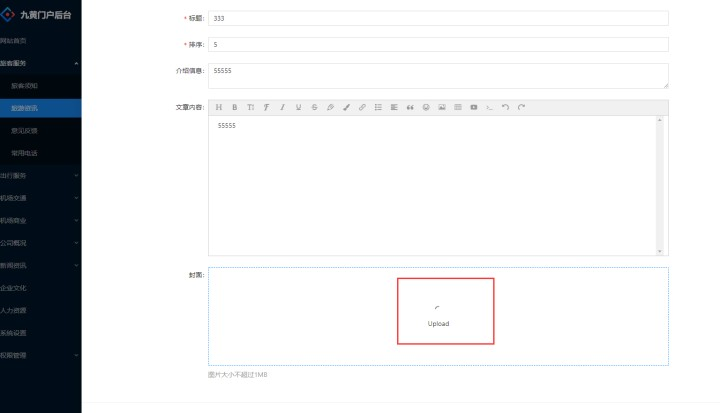 九黄门户后台
网站首页
旅客服务
旅客须知
旅游资讯
意见反馈
常用电话
出行服务
机场交通
机场商业
公司概况
新闻资讯
企业文化
人力资源
系统设置
权限管理
* 标题: 333
* 排序: 5
介绍信息: 55555
文章内容:
H B TI F I U S
55555
封面:
Upload
图片大小不超过1MB